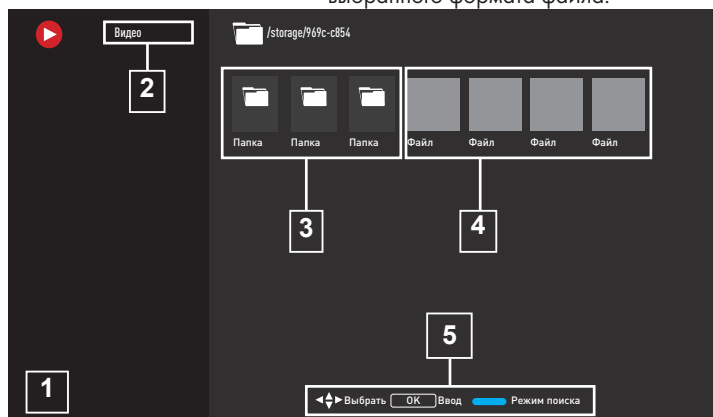 выбранного формата файла.
Видео
/storage/969c-c854
2
Папка Папка Папка Файл Файл Файл Файл
3
4
5
1
Выбрать OK Ввод Режим поиска